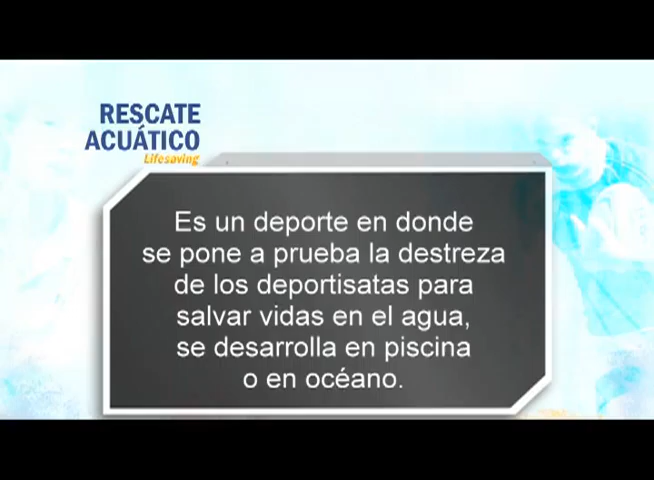 RESCATE
ACUÁTICO
Lifesaving
Es un deporte en donde
se pone a prueba la destreza
de los deportisatas para
salvar vidas en el agua,
se desarrolla en piscina
o en océano.